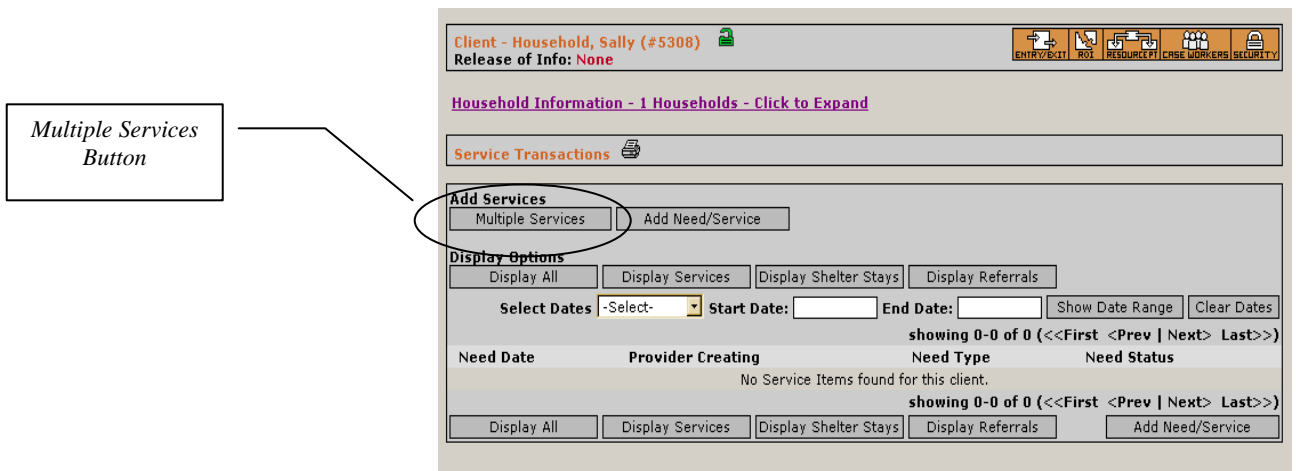 Client - Household, Sally (#5308)
ENTRY/EXIT ROI RESOURCEPT CASE WORKERS SECURITY
Release of Info: None
Household Information - 1 Households - Click to Expand
Multiple Services
Button
Service Transactions
Add Services
Multiple Services Add Need/Service
Display Options
Display All Display Services Display Shelter Stays Display Referrals
Select Dates -Select- Start Date: End Date: Show Date Range Clear Dates
showing 0-0 of 0 (<<First <Prev | Next> Last>>)
Need Date Provider Creating Need Type Need Status
No Service Items found for this client.
showing 0-0 of 0 (<<First <Prev | Next> Last>>)
Display All Display Services Display Shelter Stays Display Referrals Add Need/Service